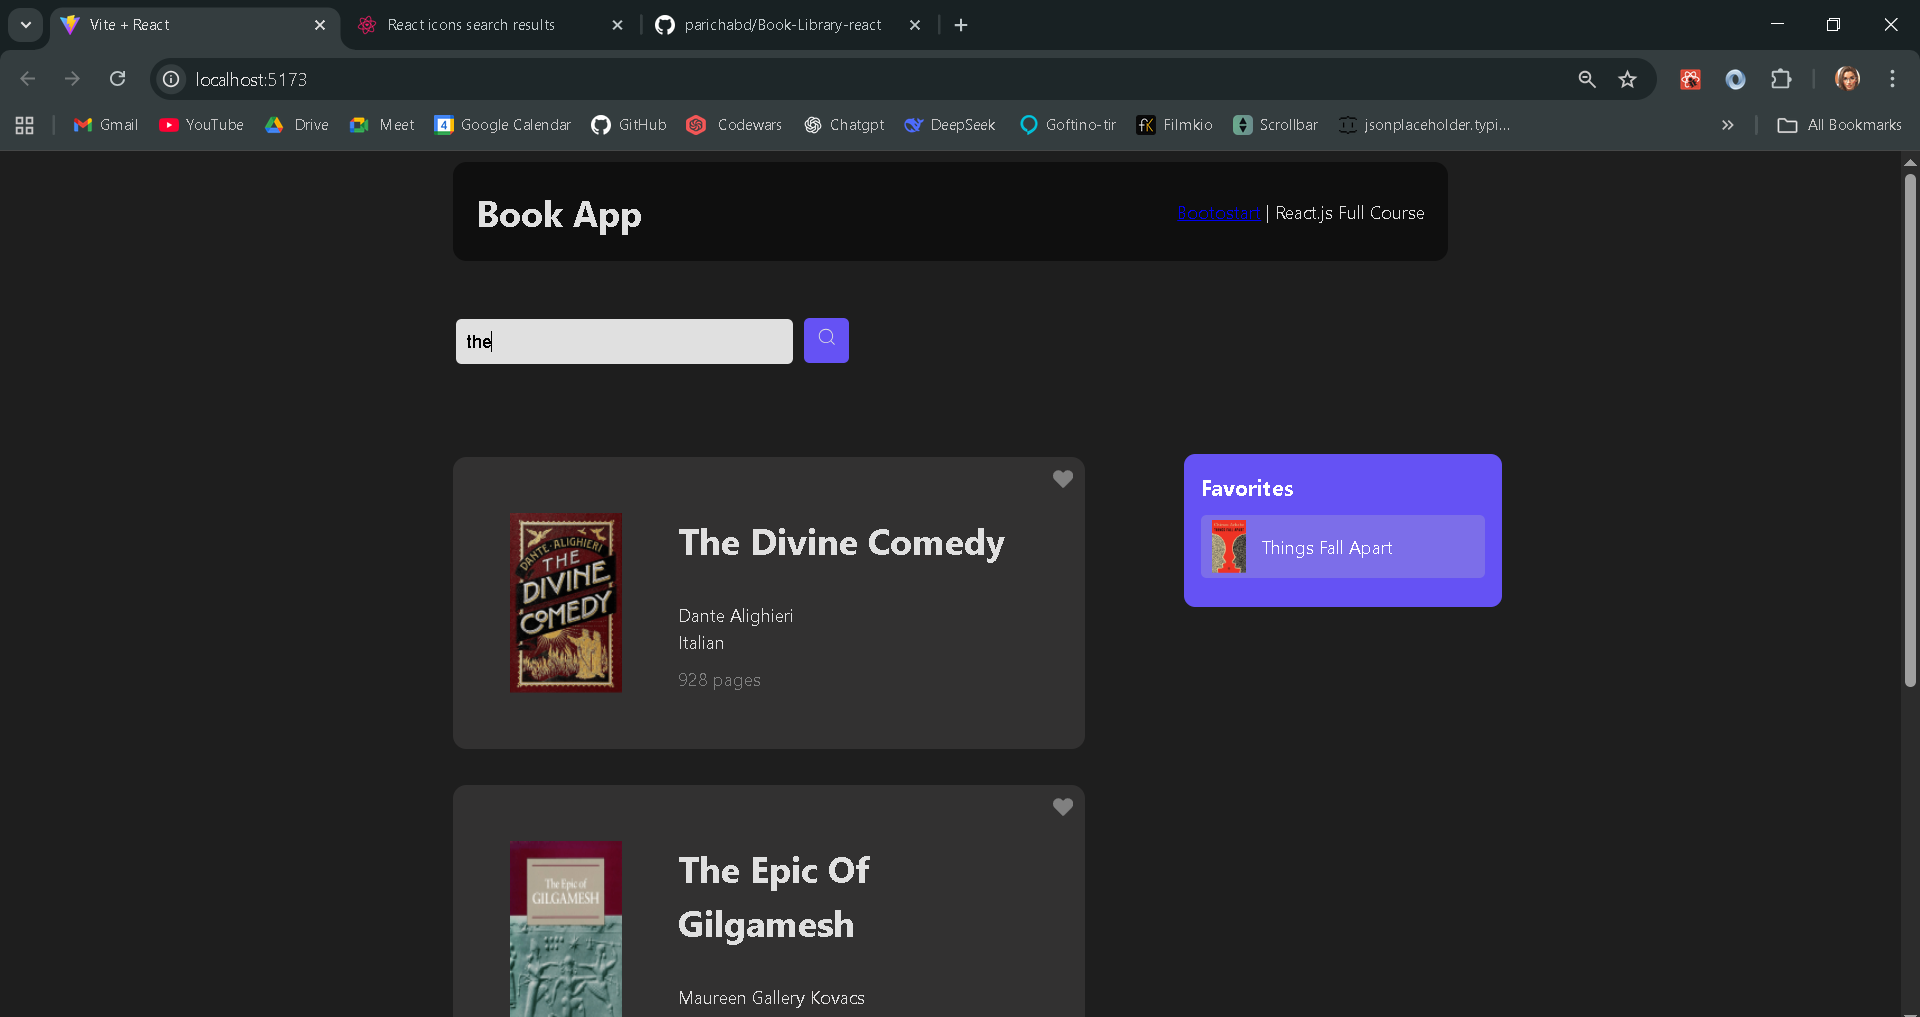 Vite + React
React icons search results
parichabd/Book-Library-react
localhost:5173
Gmail
YouTube
Drive
Meet
4 Google Calendar
GitHub
Codewars
Chatgpt
DeepSeek
Goftino-tir
fK Filmkio
Scrollbar
jsonplaceholder.typi...
All Bookmarks
Book App
Bootostart | React.js Full Course
the
Favorites
Things Fall Apart
DANTE·ALIGHIERI
THE
DIVINE
COMEDY
The Divine Comedy
Dante Alighieri
Italian
928 pages
The Epic of
GILGAMESH
The Epic Of
Gilgamesh
Maureen Gallery Kovacs